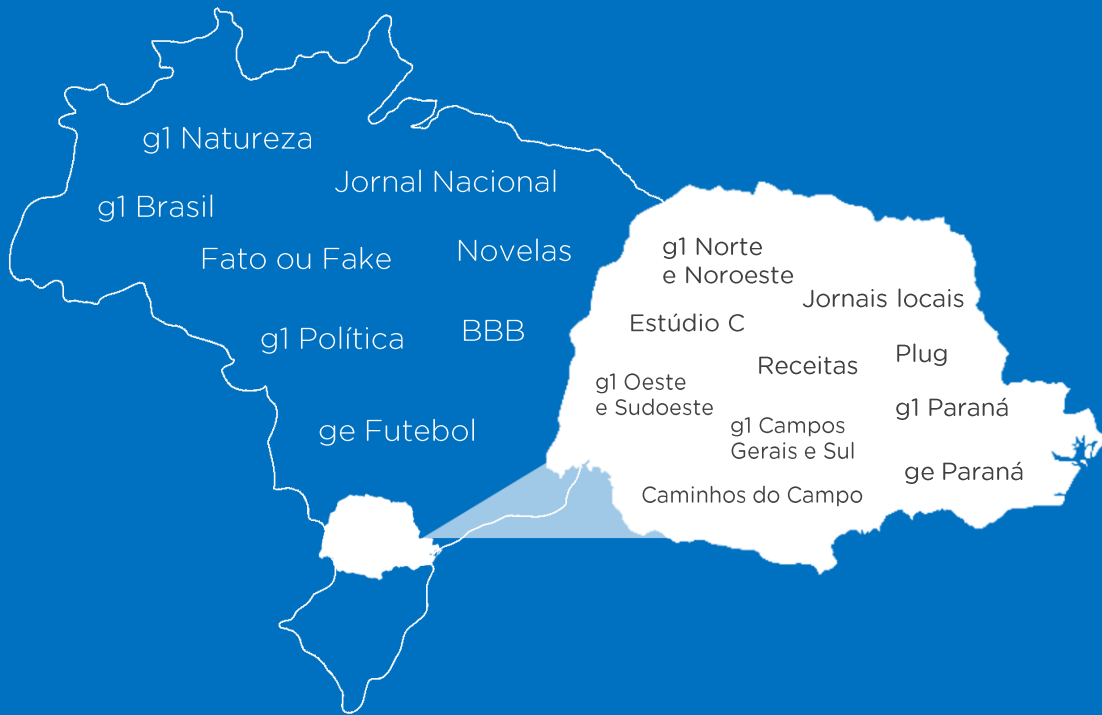 g1 Natureza
Jornal Nacional
g1 Brasil
Fato ou Fake
Novelas
g1 Política
BBB
ge Futebol
g1 Norte
e Noroeste
Jornais locais
Estúdio C
Receitas
Plug
g1 Oeste
e Sudoeste
g1 Paraná
g1 Campos
Gerais e Sul
ge Paraná
Caminhos do Campo